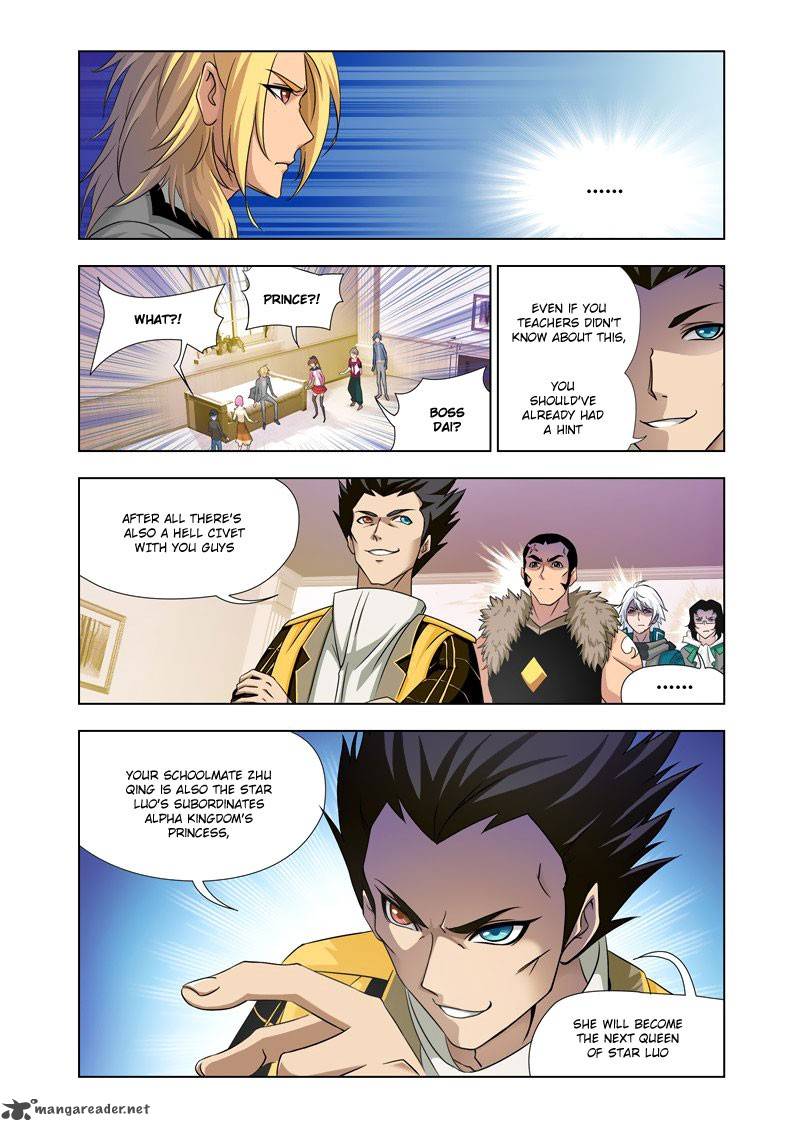 ......
WHAT?!
PRINCE?!
BOSS
DAI?
EVEN IF YOU
TEACHERS DIDN'T
KNOW ABOUT THIS,
YOU
SHOULD'VE
ALREADY HAD
A HINT
AFTER ALL THERE'S
ALSO A HELL CIVET
WITH YOU GUYS
......
YOUR SCHOOLMATE ZHU
QING IS ALSO THE STAR
LUO'S SUBORDINATES
ALPHA KINGDOM'S
PRINCESS,
SHE WILL BECOME
THE NEXT QUEEN
OF STAR LUO
mangareader.net